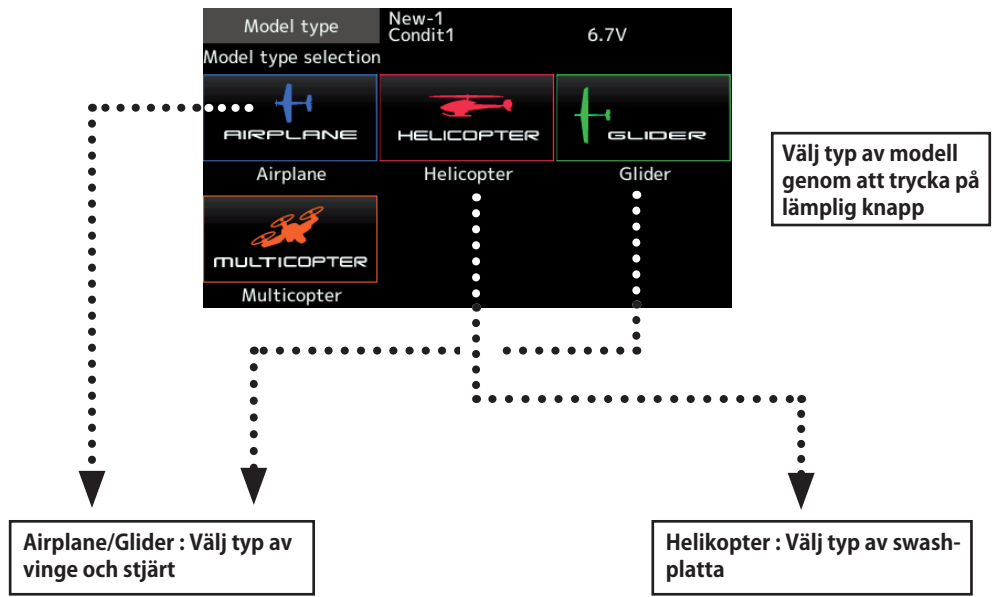 Model type
New-1
Condit1
6.7V
Model type selection
AIRPLANE
HELICOPTER
GLIDER
Airplane
Helicopter
Glider
MULTICOPTER
Multicopter
Välj typ av modell
genom att trycka på
lämplig knapp
Airplane/Glider : Välj typ av
vinge och stjärt
Helikopter : Välj typ av swash-
platta